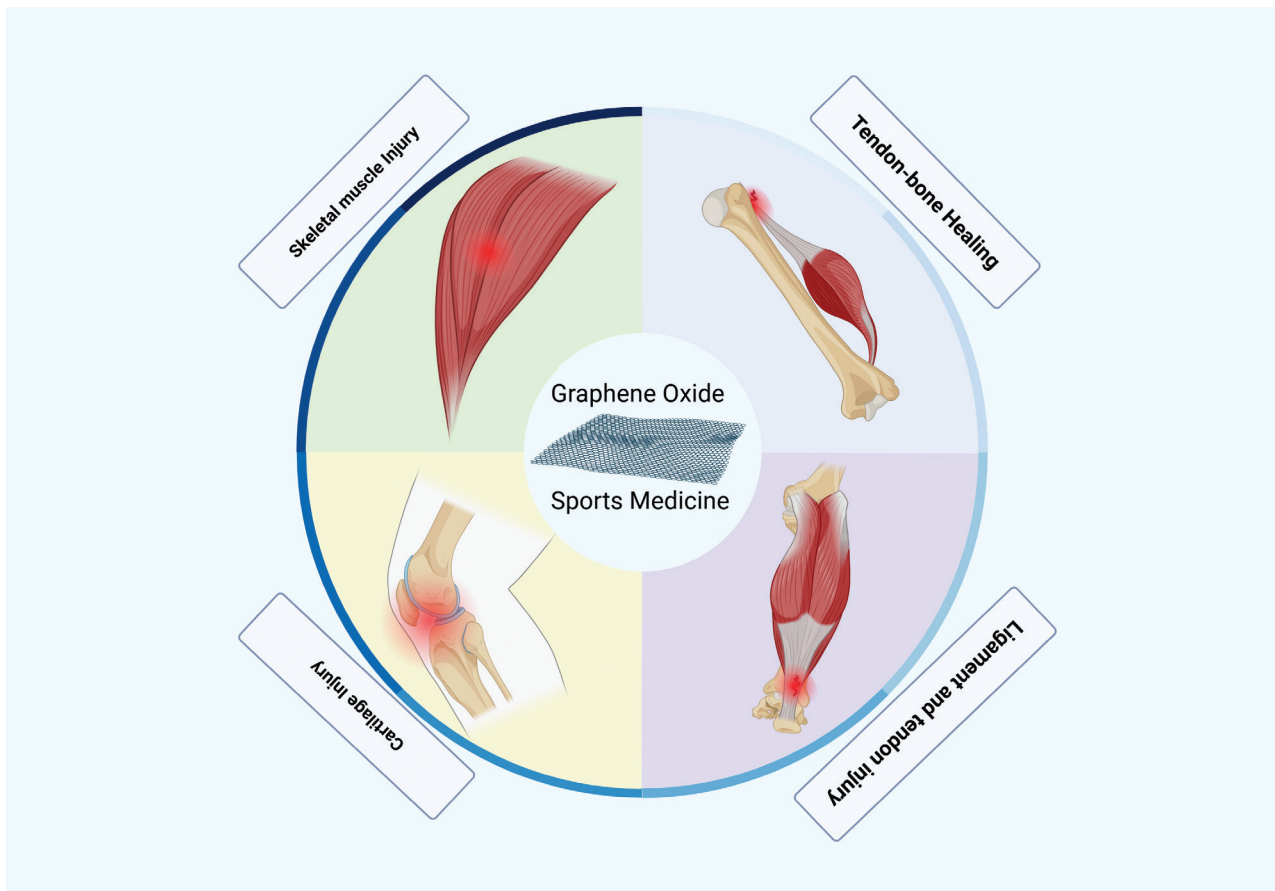 Skeletal muscle Injury
Tendon-bone Healing
Graphene Oxide
Sports Medicine
Cartilage Injury
Ligament and tendon injury